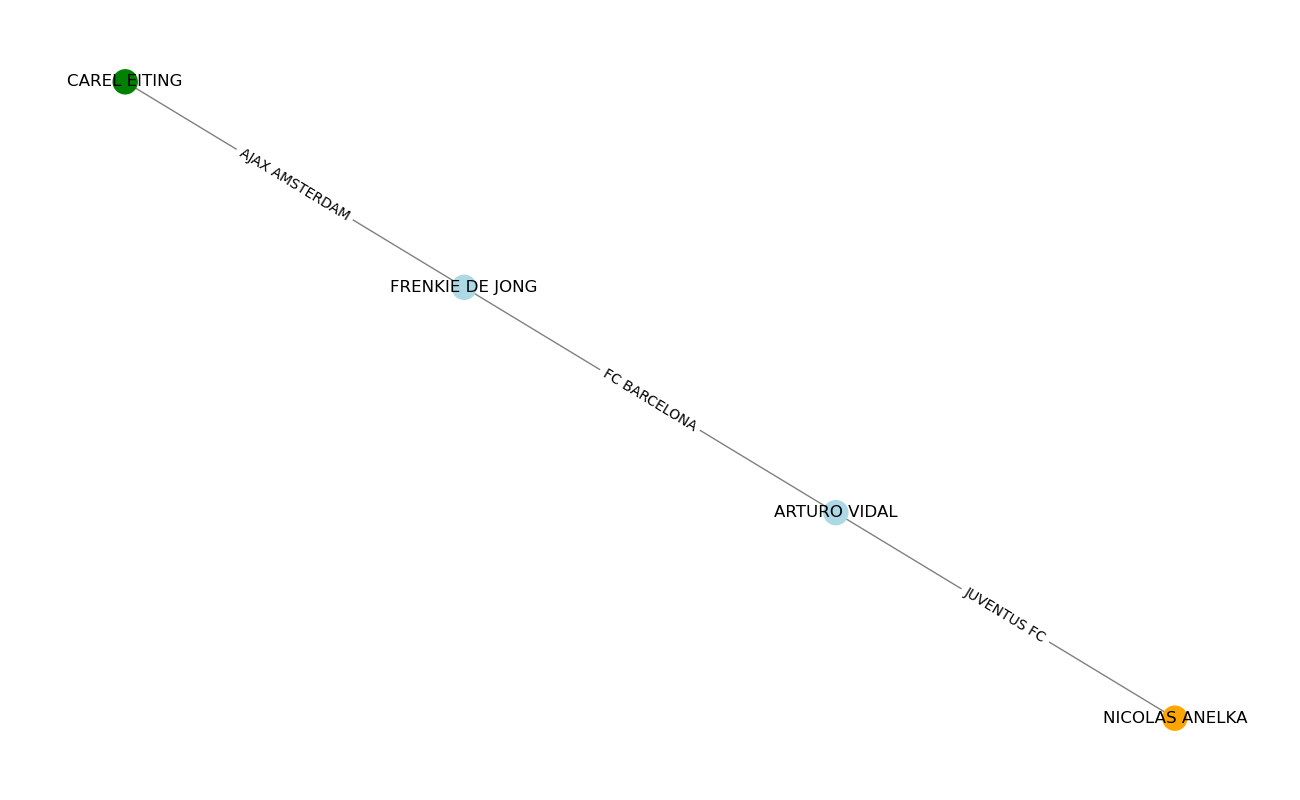 CAREL EITING
AJAX AMSTERDAM
FRENKIE DE JONG
FC BARCELONA
ARTURO VIDAL
JUVENTUS FC
NICOLAS ANELKA